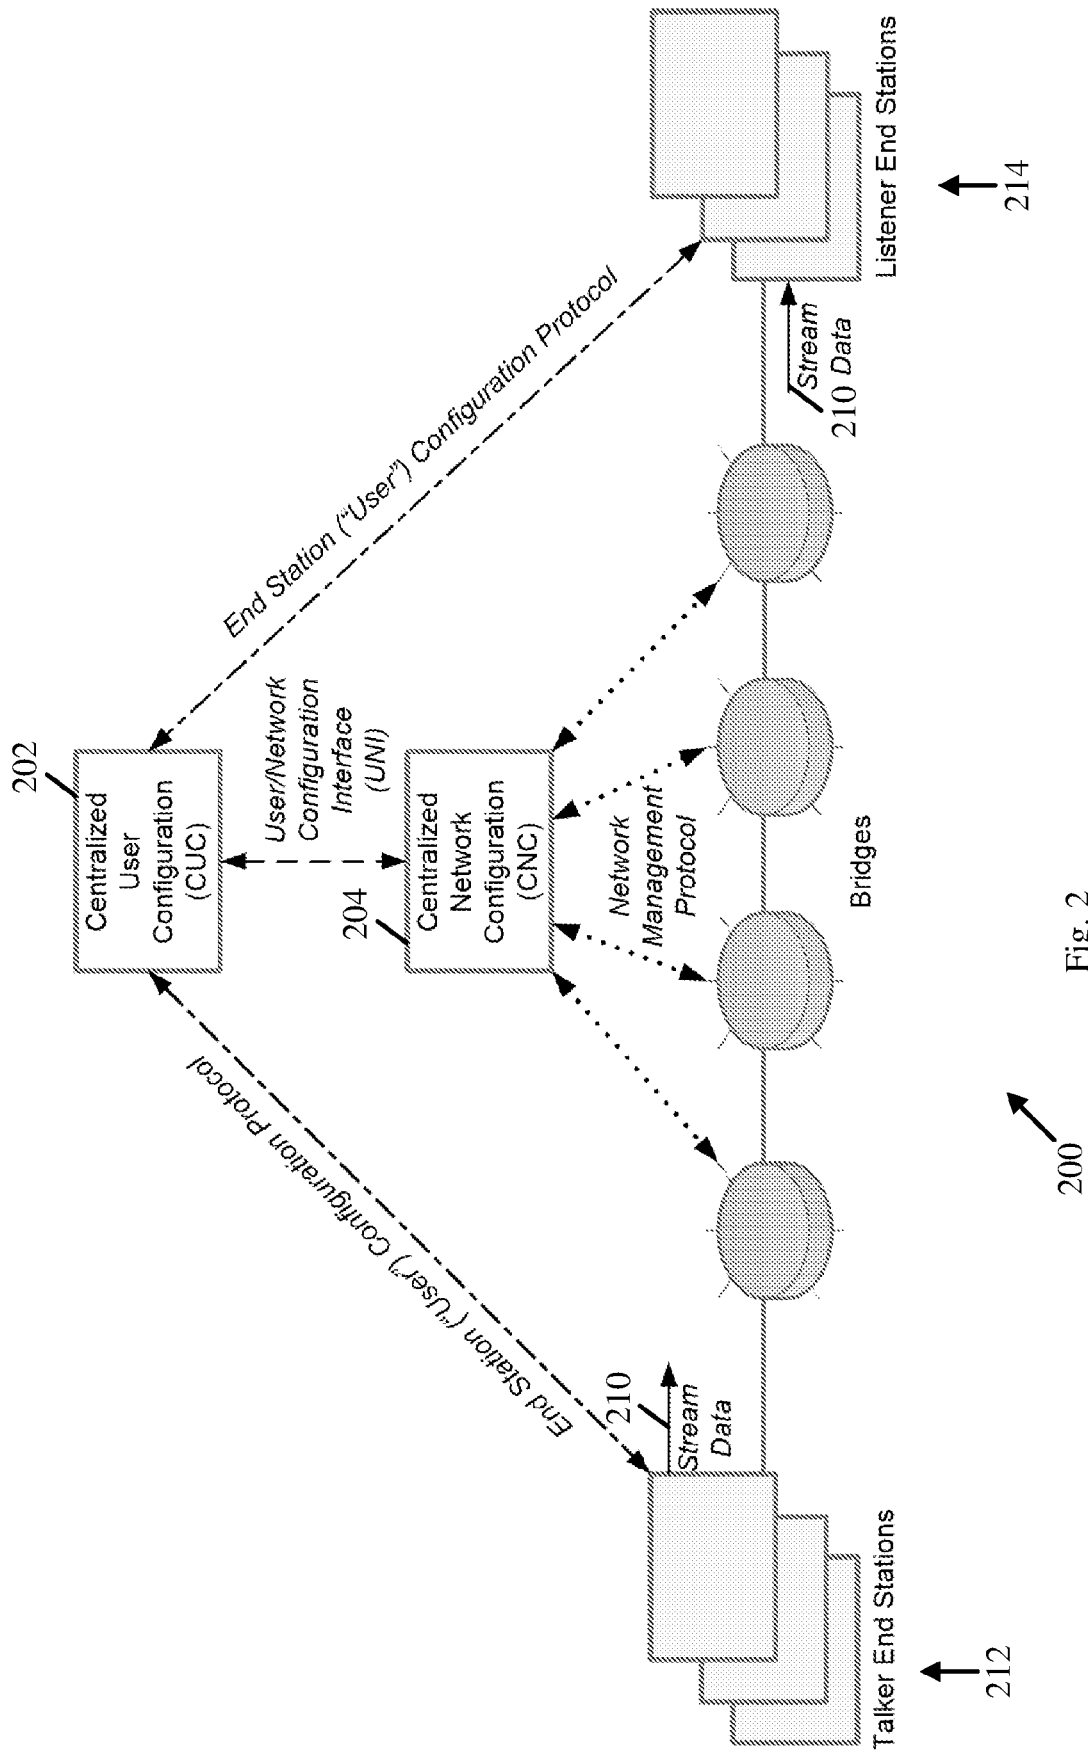 202
Centralized
User
Configuration
(CUC)
End Station ("User") Configuration Protocol
End Station ("User") Configuration Protocol
User/Network
Configuration
Interface
(UNI)
204
Centralized
Network
Configuration
(CNC)
Network
Management
Protocol
210
Stream
Data
Stream
Data
210
Talker End Stations
Bridges
Listener End Stations
212
214
200
Fig. 2